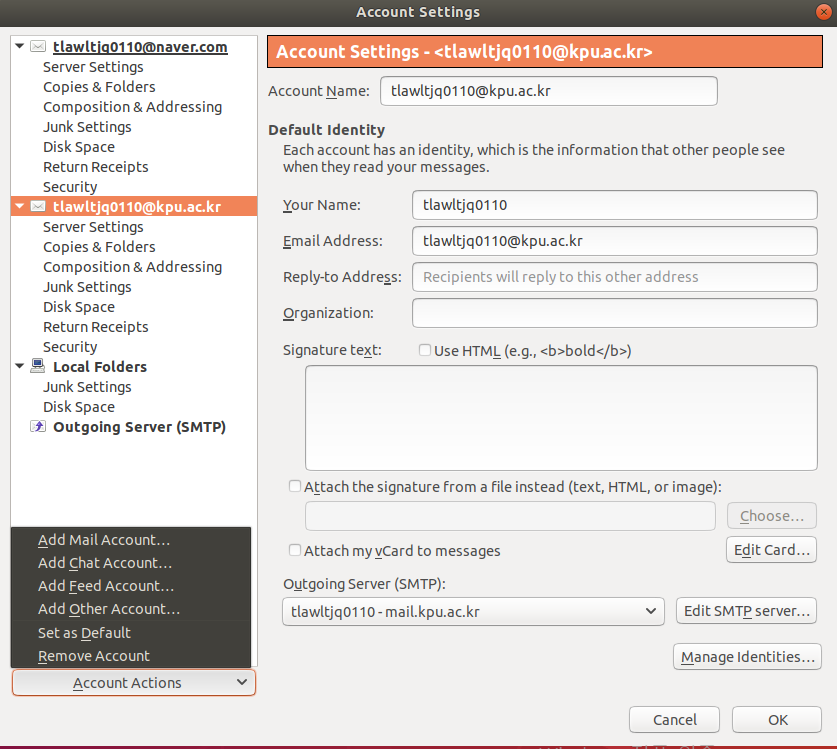 Account Settings
tlawltjq0110@naver.com
Server Settings
Copies & Folders
Composition & Addressing
Junk Settings
Disk Space
Return Receipts
Security
tlawltjq0110@kpu.ac.kr
Server Settings
Copies & Folders
Composition & Addressing
Junk Settings
Disk Space
Return Receipts
Security
Local Folders
Junk Settings
Disk Space
Outgoing Server (SMTP)
Add Mail Account...
Add Chat Account...
Add Feed Account...
Add Other Account...
Set as Default
Remove Account
Account Actions
Account Settings - <tlawltjq0110@kpu.ac.kr>
Account Name: tlawltjq0110@kpu.ac.kr
Default Identity
Each account has an identity, which is the information that other people see
when they read your messages.
Your Name: tlawltjq0110
Email Address: tlawltjq0110@kpu.ac.kr
Reply-to Address: Recipients will reply to this other address
Organization:
Signature text: Use HTML (e.g., <b>bold</b>)
Attach the signature from a file instead (text, HTML, or image):
Choose...
Attach my vCard to messages Edit Card...
Outgoing Server (SMTP):
tlawltjq0110 - mail.kpu.ac.kr Edit SMTP server...
Manage Identities...
Cancel OK